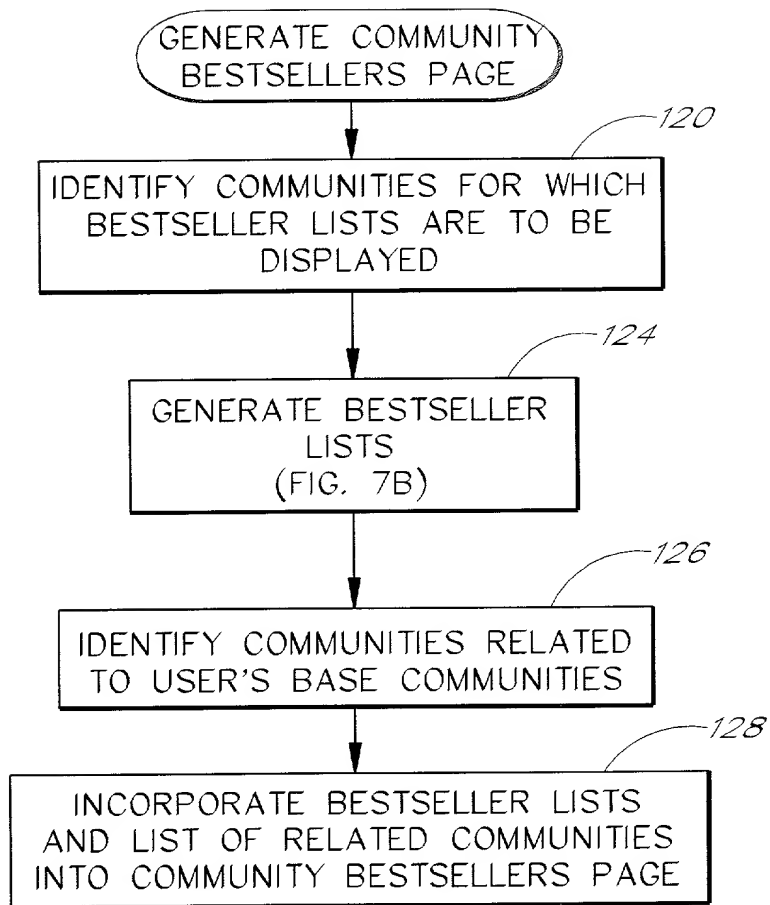 GENERATE COMMUNITY
BESTSELLERS PAGE
120
IDENTIFY COMMUNITIES FOR WHICH
BESTSELLER LISTS ARE TO BE
DISPLAYED
124
GENERATE BESTSELLER
LISTS
(FIG. 7B)
126
IDENTIFY COMMUNITIES RELATED
TO USER'S BASE COMMUNITIES
128
INCORPORATE BESTSELLER LISTS
AND LIST OF RELATED COMMUNITIES
INTO COMMUNITY BESTSELLERS PAGE